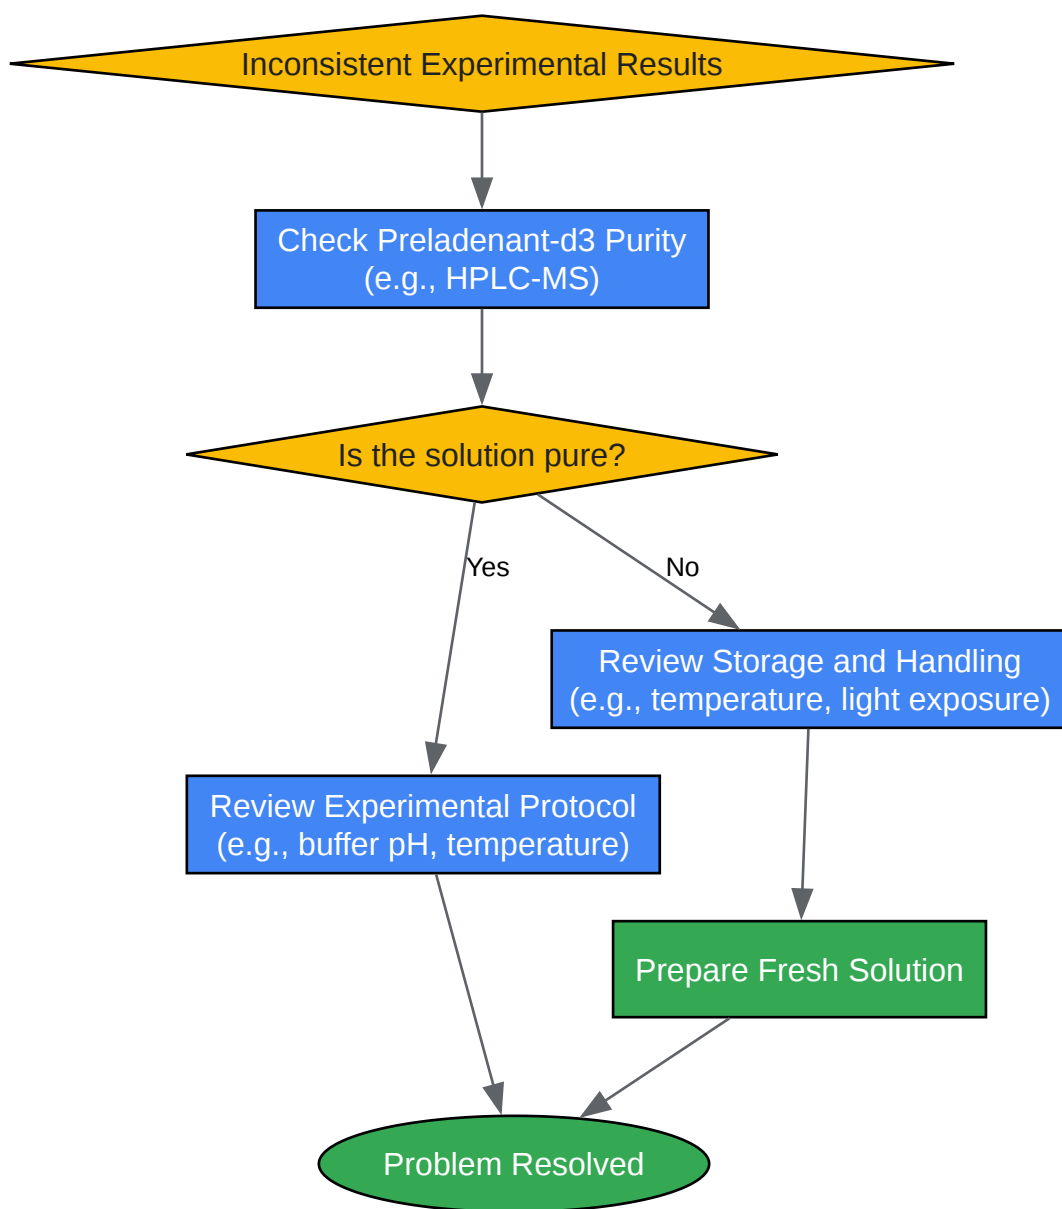 Inconsistent Experimental Results
Check Preladenant-d3 Purity
(e.g., HPLC-MS)
Is the solution pure?
Yes
No
Review Storage and Handling
(e.g., temperature, light exposure)
Review Experimental Protocol
(e.g., buffer pH, temperature)
Prepare Fresh Solution
Problem Resolved